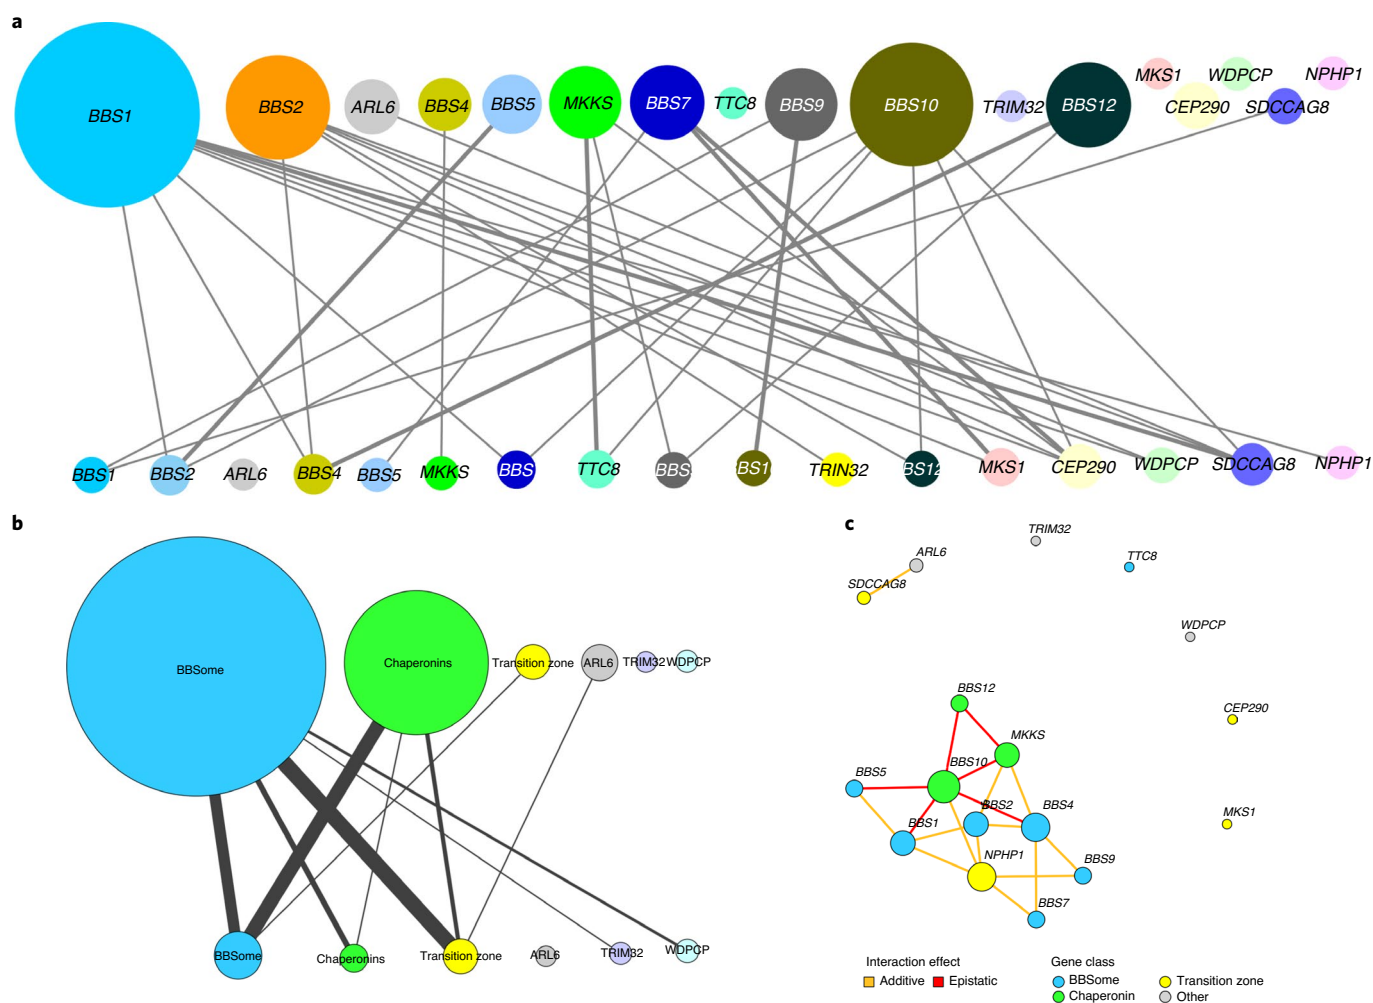 a
BBS1
BBS2
ARL6
BBS4
BBS5
MKKS
BBS7
TTC8
BBS9
BBS10
TRIM32
BBS12
MKS1
CEP290
WDPCP
SDCCAG8
NPHP1
BBS1
BBS2
ARL6
BBS4
BBS5
MKKS
BBS
TTC8
BBS
BS1
TRIN32
BS12
MKS1
CEP290
WDPCP
SDCCAG8
NPHP1
b
BBSome
Chaperonins
Transition zone
ARL6
TRIM32
WDPCP
BBSome
Chaperonins
Transition zone
ARL6
TRIM32
WDPCP
c
TRIM32
ARL6
TTC8
SDCCAG8
WDPCP
BBS12
CEP290
MKKS
BBS10
BBS5
BBS2
BBS4
MKS1
BBS1
NPHP1
BBS9
BBS7
Interaction effect
Additive
Epistatic
Gene class
BBSome
Transition zone
Chaperonin
Other